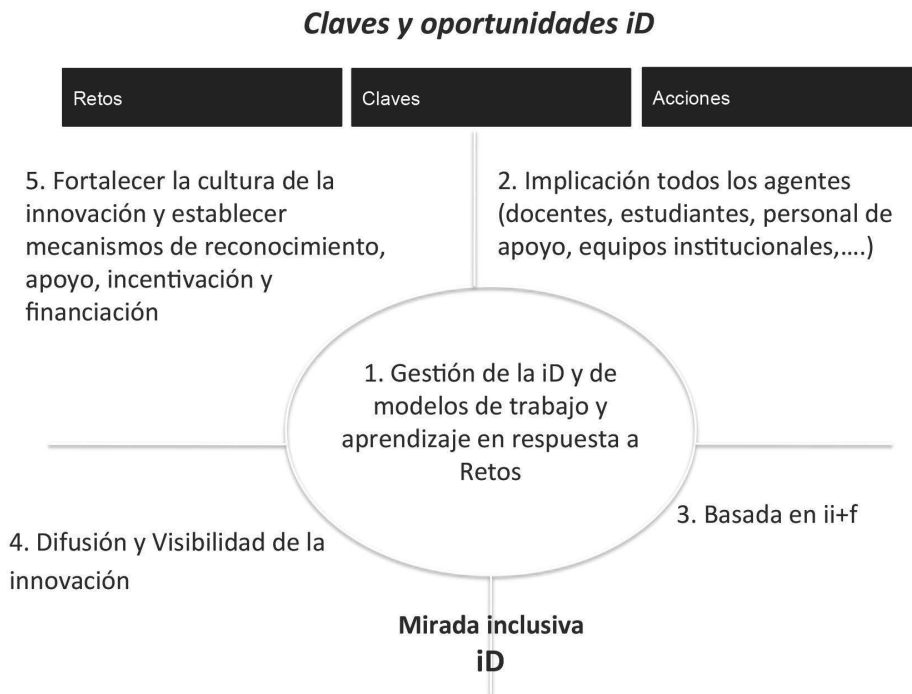 Claves y oportunidades iD
Retos
Claves
Acciones
5. Fortalecer la cultura de la
innovación y establecer
mecanismos de reconocimiento,
apoyo, incentivación y
financiación
2. Implicación todos los agentes
(docentes, estudiantes, personal de
apoyo, equipos institucionales,....)
1. Gestión de la iD y de
modelos de trabajo y
aprendizaje en respuesta a
Retos
3. Basada en ii+f
4. Difusión y Visibilidad de la
innovación
Mirada inclusiva
iD